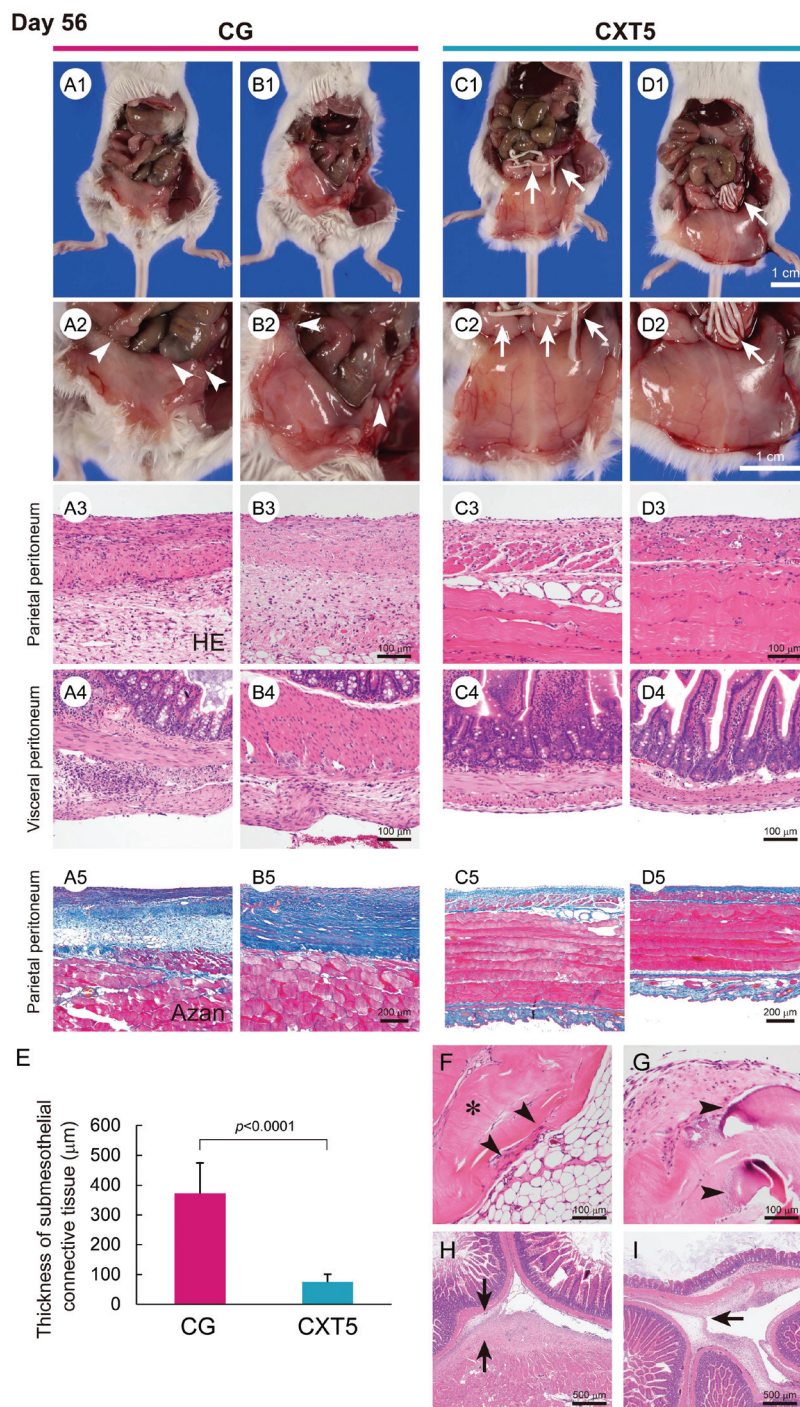 Day 56
CG
CXT5
A1
B1
C1
D1
1 cm
A2
B2
C2
D2
1 cm
Parietal peritoneum
A3
B3
C3
D3
HE
100 μm
100 μm
Visceral peritoneum
A4
B4
C4
D4
100 μm
100 μm
Parietal peritoneum
A5
B5
C5
D5
Azan
200 μm
200 μm
E
Thickness of submesothelial
connective tissue (μm)
600
500
400
300
200
100
0
p<0.0001
CG
CXT5
F
*
100 μm
G
100 μm
H
500 μm
I
500 μm